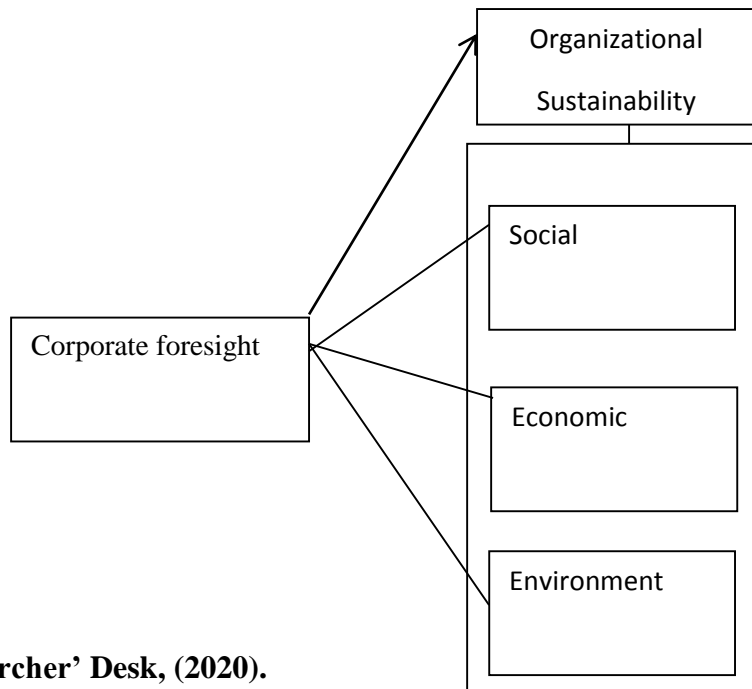 Organizational
Sustainability
Social
Corporate foresight
Economic
Environment
rcher’ Desk, (2020).